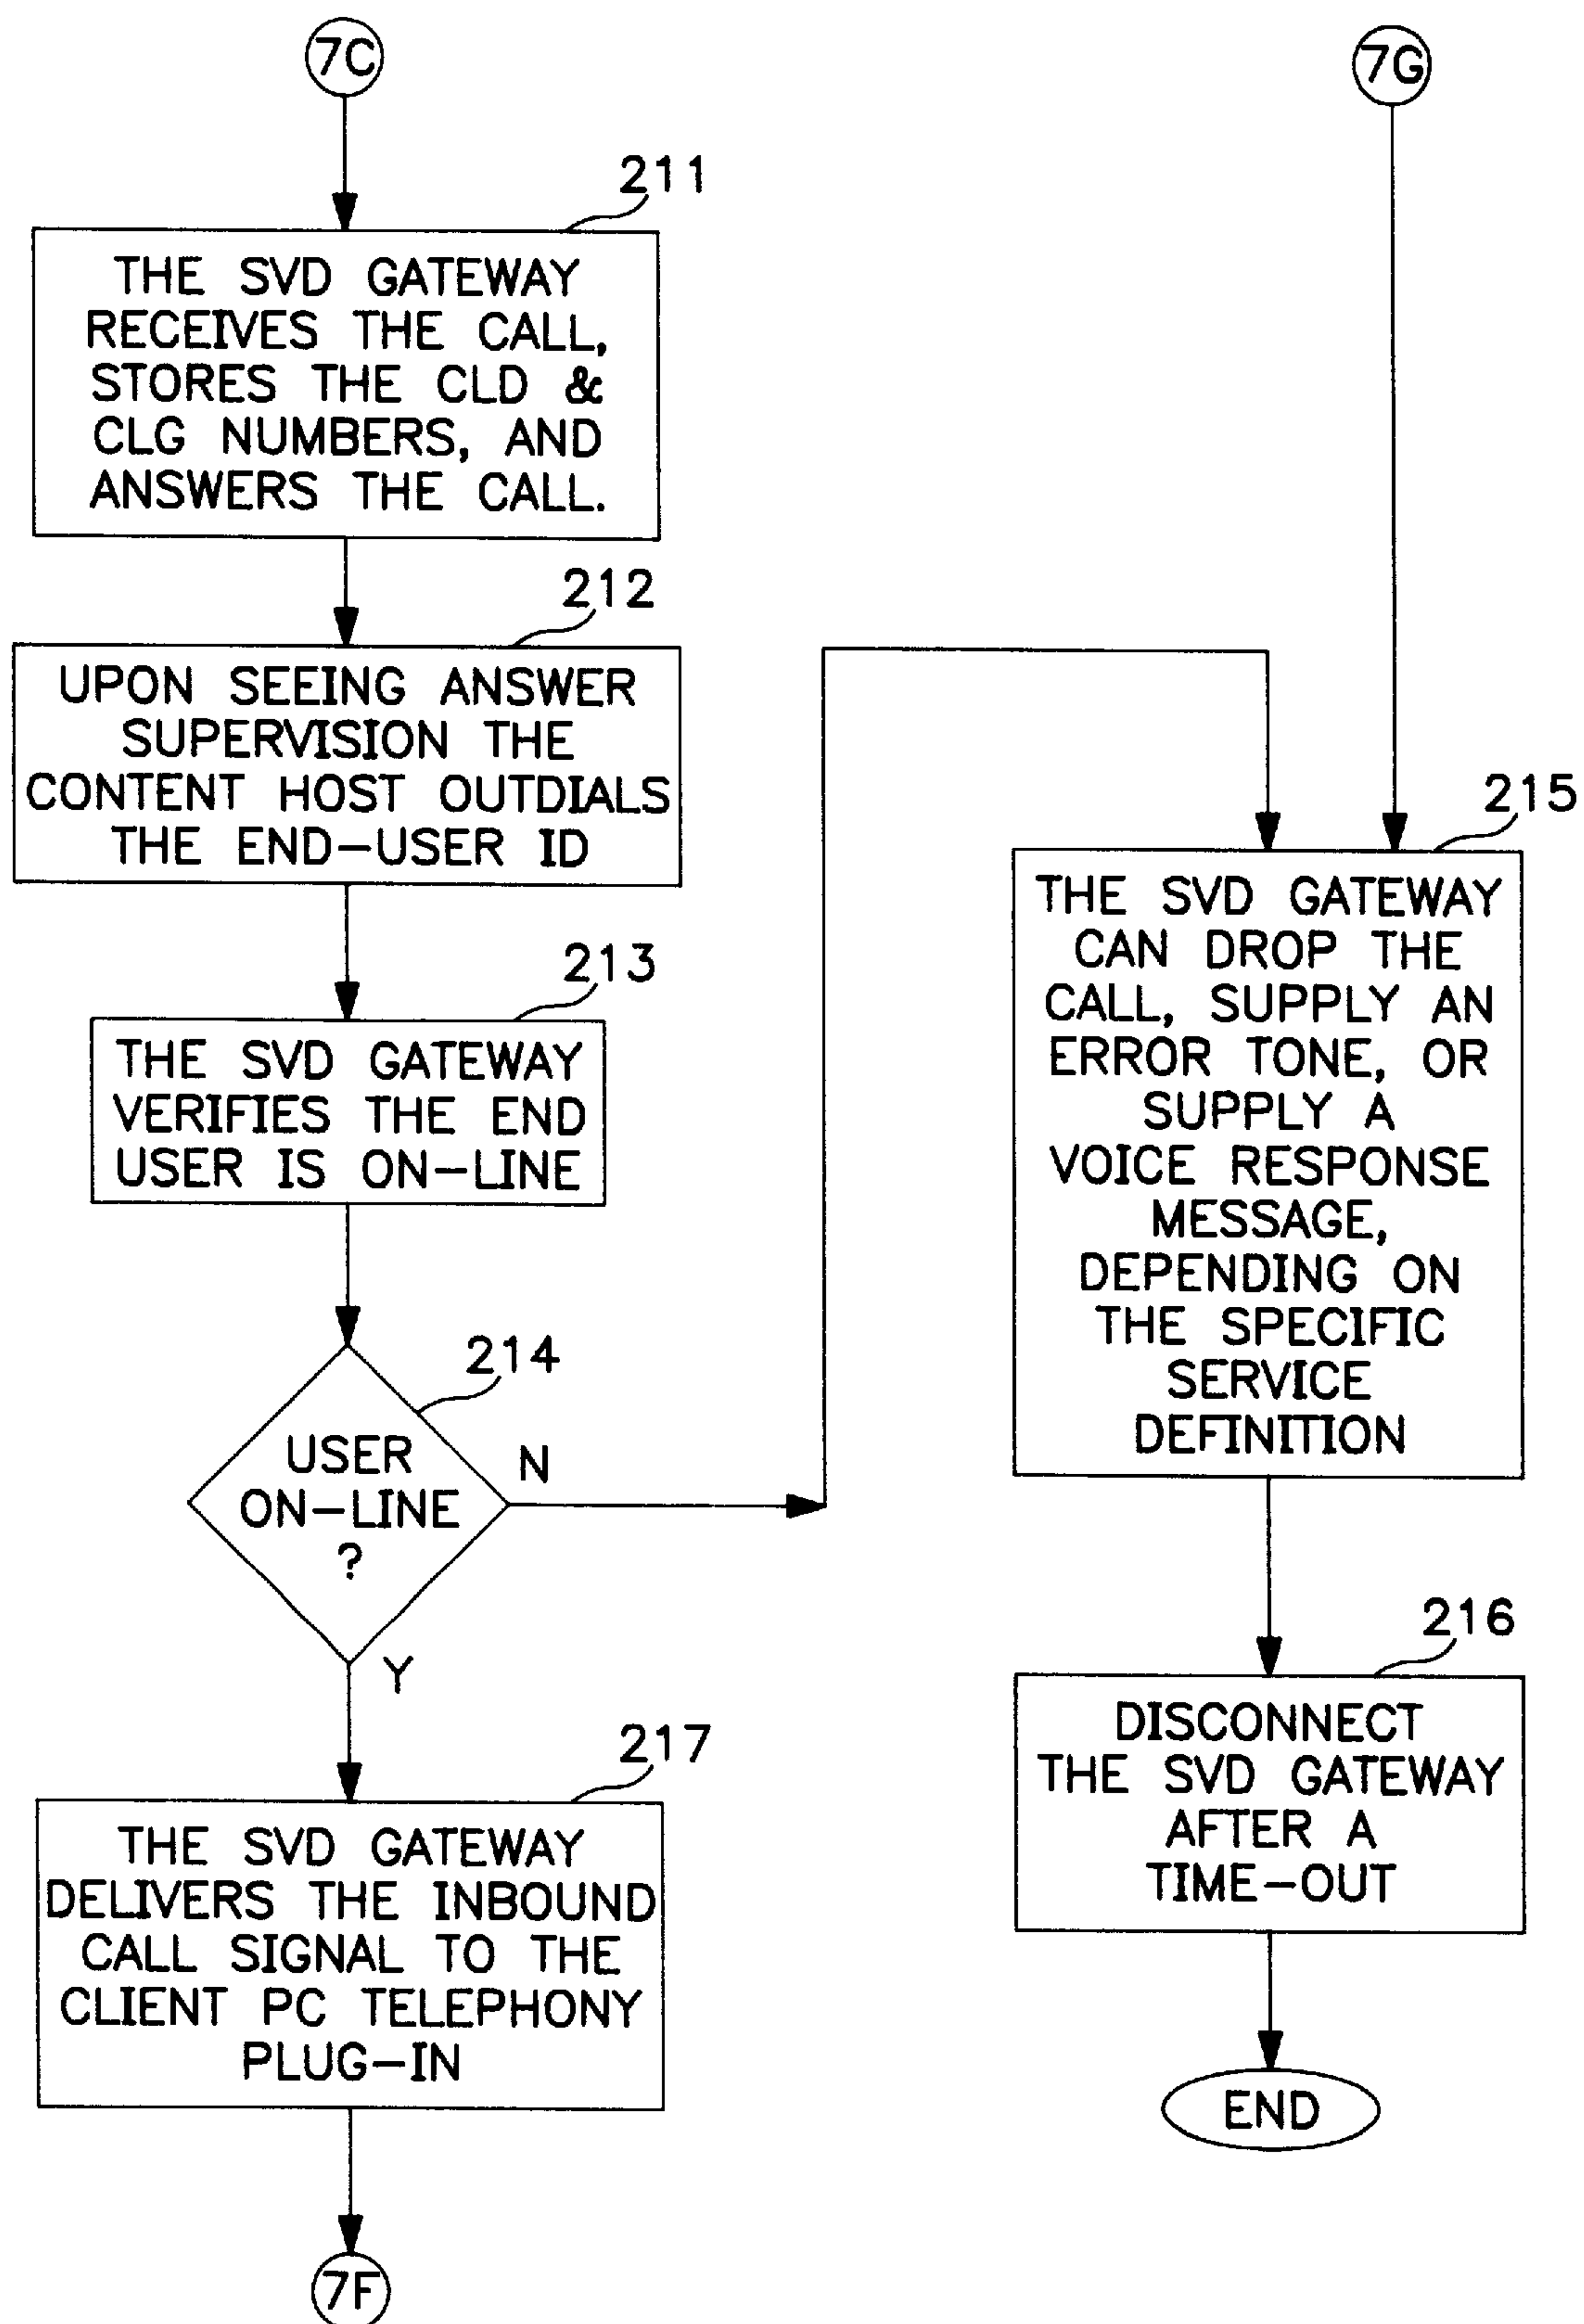 7C
211
THE SVD GATEWAY
RECEIVES THE CALL,
STORES THE CLD &
CLG NUMBERS, AND
ANSWERS THE CALL.
212
UPON SEEING ANSWER
SUPERVISION THE
CONTENT HOST OUTDIALS
THE END-USER ID
213
THE SVD GATEWAY
VERIFIES THE END
USER IS ON-LINE
214
USER
ON-LINE
?
N
Y
217
THE SVD GATEWAY
DELIVERS THE INBOUND
CALL SIGNAL TO THE
CLIENT PC TELEPHONY
PLUG-IN
7F
7G
215
THE SVD GATEWAY
CAN DROP THE
CALL, SUPPLY AN
ERROR TONE, OR
SUPPLY A
VOICE RESPONSE
MESSAGE,
DEPENDING ON
THE SPECIFIC
SERVICE
DEFINITION
216
DISCONNECT
THE SVD GATEWAY
AFTER A
TIME-OUT
END